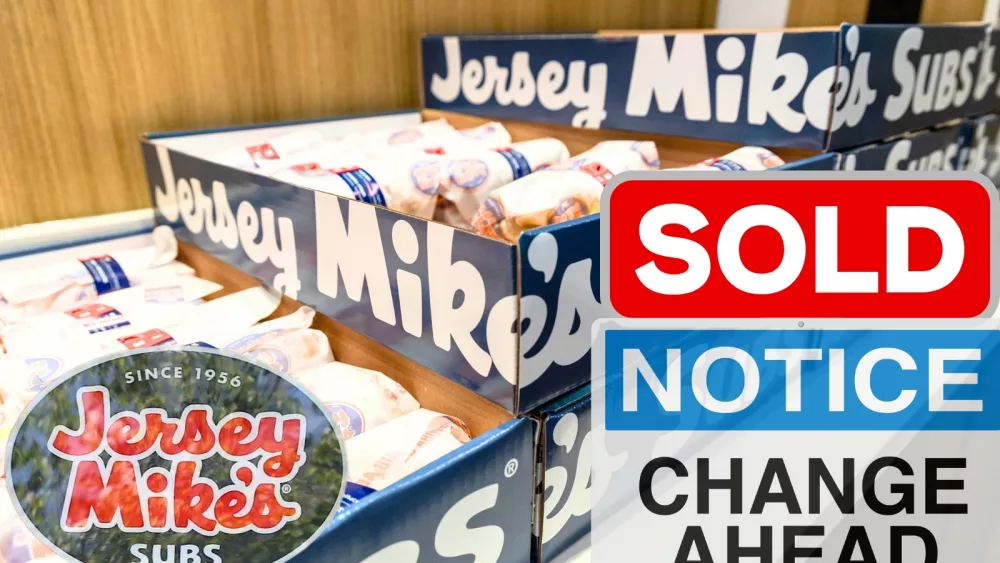 Jersey Mike's SUBS
Jersey Mike's
SOLD
NOTICE
CHANGE
AHEAD
SINCE 1956
Jersey
Mike's®
SUBS
S®